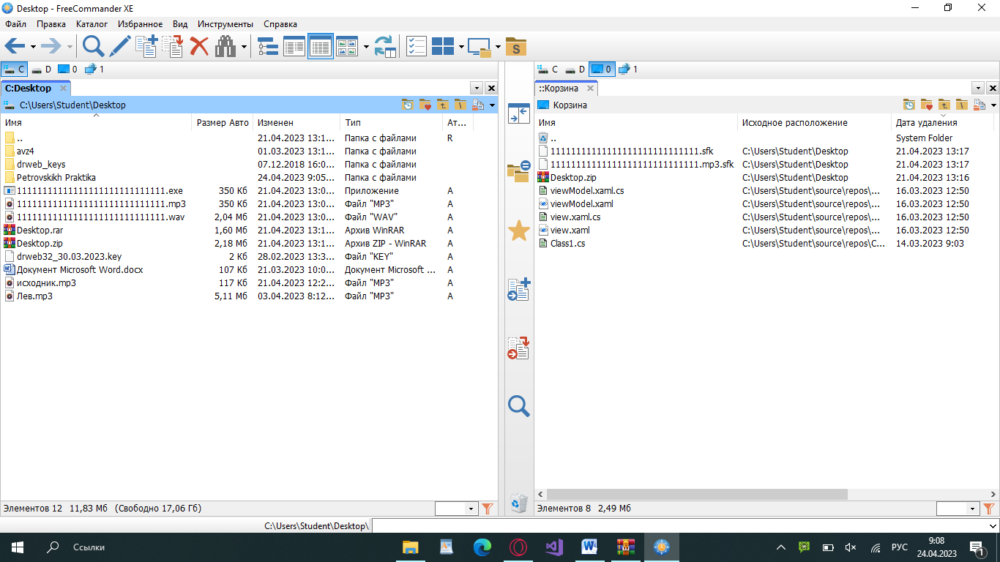 Desktop - FreeCommander XE
Файл Правка Каталог Избранное Вид Инструменты Справка
S
C D 0 1
C:Desktop
C:\Users\Student\Desktop
Имя Размер Авто Изменен Тип Ат...
.. 21.04.2023 13:1... Папка с файлами R
avz4 01.03.2023 13:1... Папка с файлами
drweb_keys 07.12.2018 16:0... Папка с файлами
Petrovskikh Praktika 24.04.2023 9:05... Папка с файлами
350 Кб 21.04.2023 13:0... Приложение A
350 Кб 21.04.2023 13:0... Файл "MP3" A
2,04 Мб 21.04.2023 13:0... Файл "WAV" A
Desktop.rar 1,60 Мб 21.04.2023 13:1... Архив WinRAR A
Desktop.zip 2,18 Мб 21.04.2023 13:1... Архив ZIP - WinRAR A
drweb32_30.03.2023.key 2 Кб 28.02.2023 13:3... Файл "KEY" A
Документ Microsoft Word.docx 107 Кб 21.03.2023 10:0... Документ Microsoft ... A
исходник.mp3 117 Кб 21.04.2023 12:2... Файл "MP3" A
Лев.mp3 5,11 Мб 03.04.2023 8:12... Файл "MP3" A
Элементов 12 11,83 Мб (Свободно 17,06 Гб)
C D 0 1
::Корзина
Корзина
Имя Исходное расположение Дата удаления
.. System Folder
C:\Users\Student\Desktop 21.04.2023 13:17
C:\Users\Student\Desktop 21.04.2023 13:17
Desktop.zip C:\Users\Student\Desktop 21.04.2023 13:16
viewModel.xaml.cs C:\Users\Student\source\repos\... 16.03.2023 12:50
viewModel.xaml C:\Users\Student\source\repos\... 16.03.2023 12:50
view.xaml.cs C:\Users\Student\source\repos\... 16.03.2023 12:50
view.xaml C:\Users\Student\source\repos\... 16.03.2023 12:50
Class1.cs C:\Users\Student\source\repos\C... 14.03.2023 9:03
Элементов 8 2,49 Мб
C:\Users\Student\Desktop\
Ссылки
РУС
9:08
24.04.2023
1